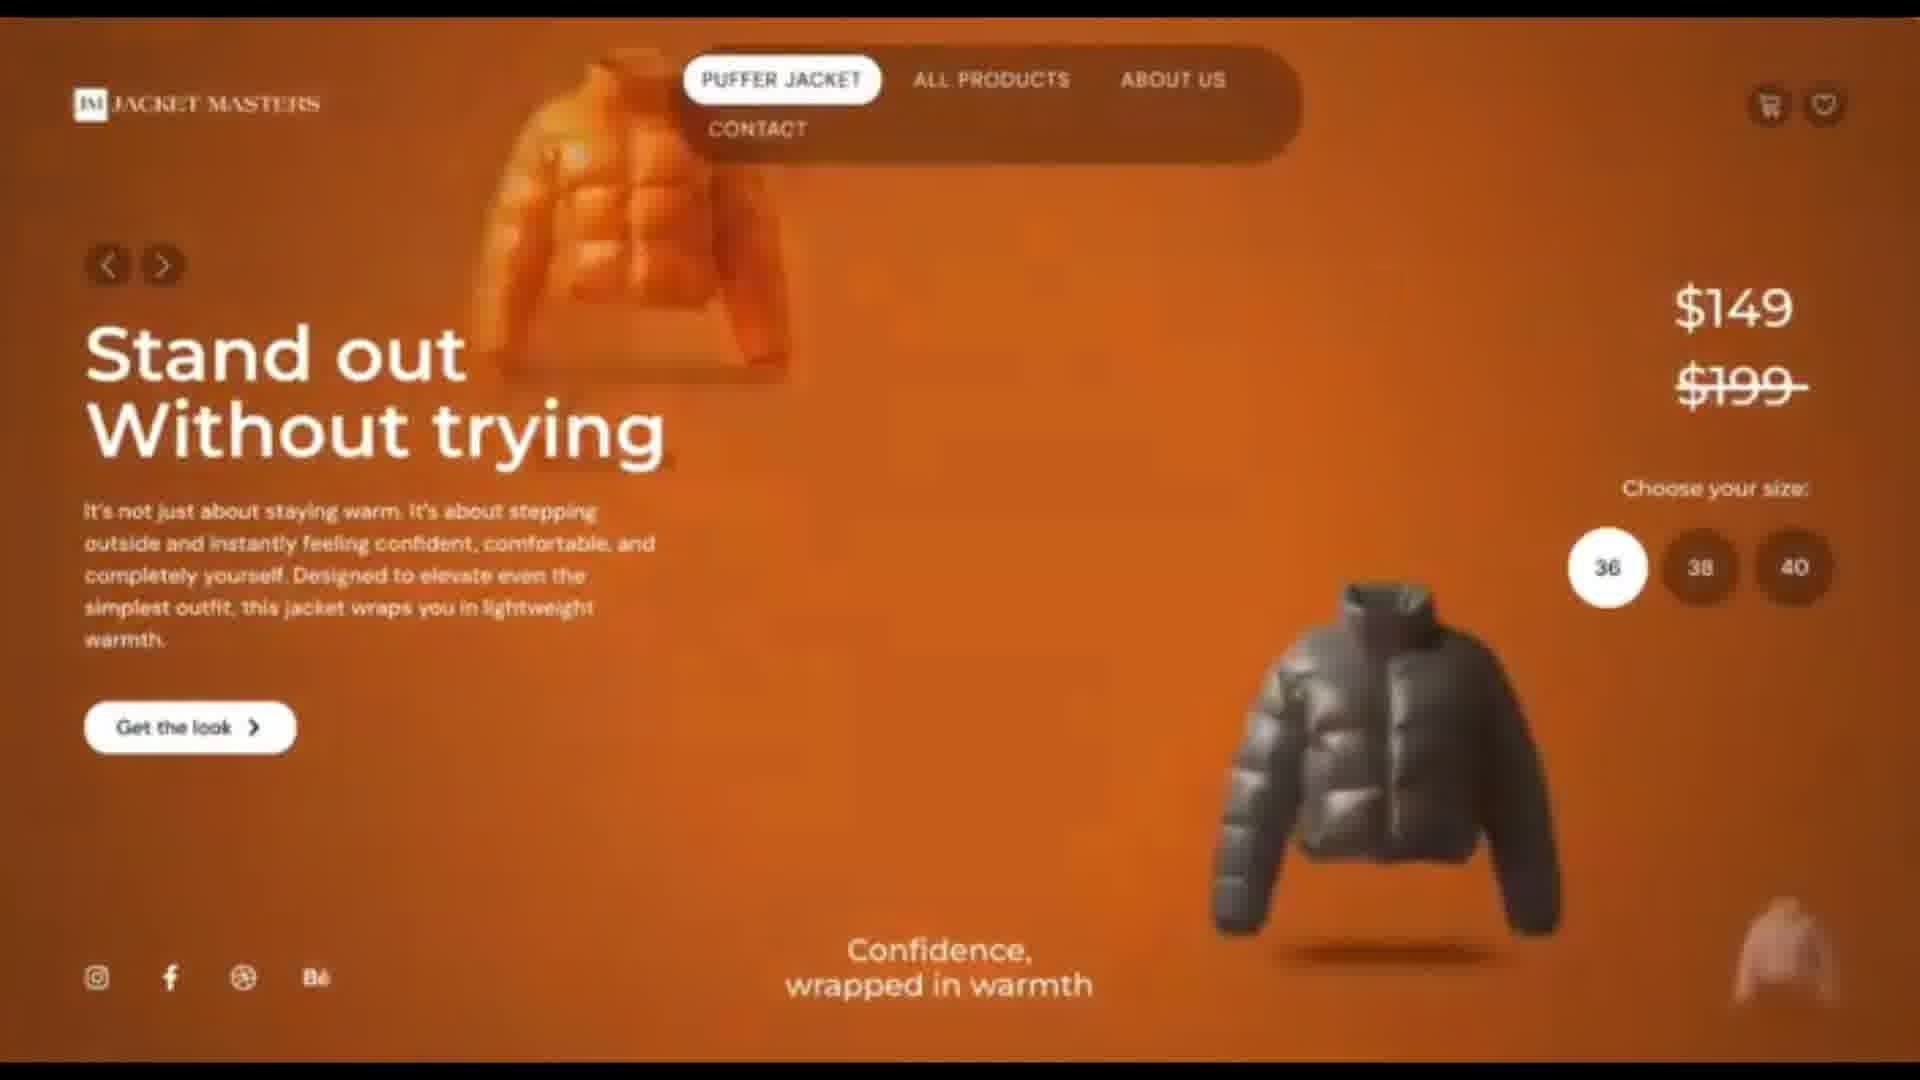 JM JACKET MASTERS
PUFFER JACKET ALL PRODUCTS ABOUT US
CONTACT
Stand out
Without trying
It's not just about staying warm. It's about stepping
outside and instantly feeling confident, comfortable, and
completely yourself. Designed to elevate even the
simplest outfit, this jacket wraps you in lightweight
warmth.
Get the look
$149
$199
Choose your size:
36 38 40
Confidence,
wrapped in warmth
Bé